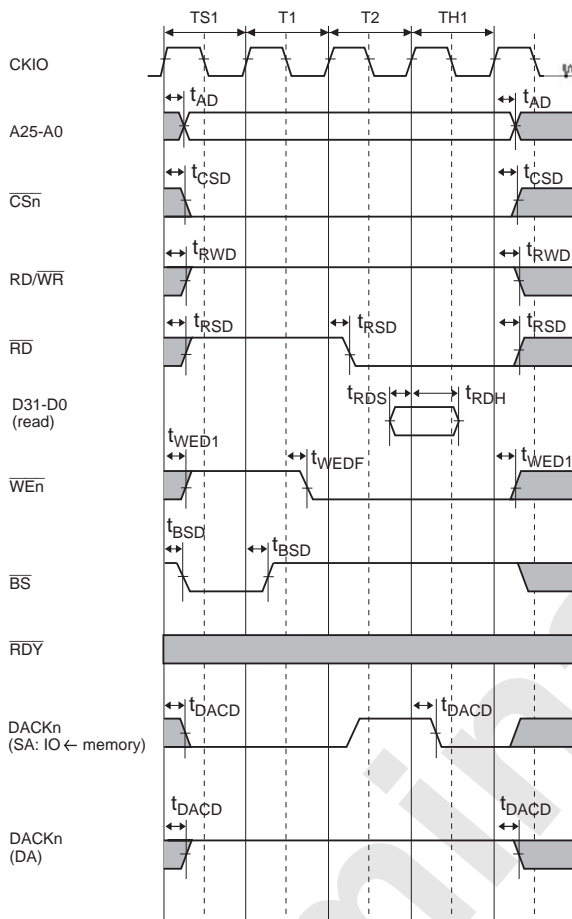 TS1 T1 T2 TH1
CKIO
tAD tAD
A25-A0
tCSD tCSD
CSn
tRWD tRWD
RD/WR
tRSD tRSD tRSD
RD
D31-D0
(read)
tRDS tRDH
tWED1 tWEDF tWED1
WEn
tBSD tBSD
BS
RDY
tDACD tDACD
DACKn
(SA: IO ← memory)
tDACD tDACD
DACKn
(DA)